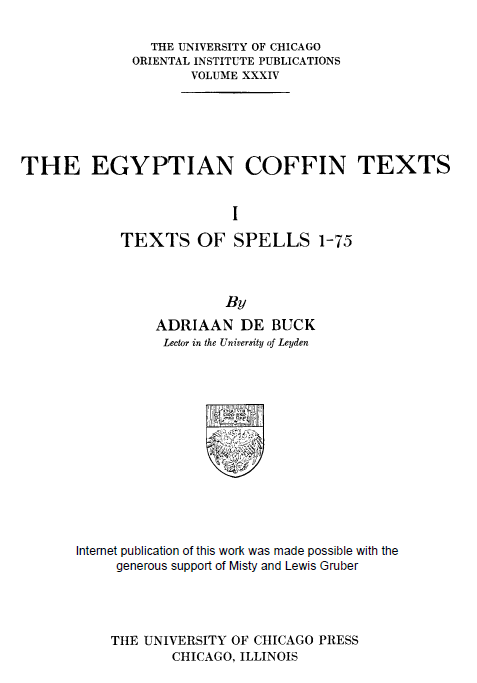 THE UNIVERSITY OF CHICAGO
ORIENTAL INSTITUTE PUBLICATIONS
VOLUME XXXIV
THE EGYPTIAN COFFIN TEXTS
I
TEXTS OF SPELLS 1-75
By
ADRIAAN DE BUCK
Lector in the University of Leyden
Internet publication of this work was made possible with the
generous support of Misty and Lewis Gruber
THE UNIVERSITY OF CHICAGO PRESS
CHICAGO, ILLINOIS